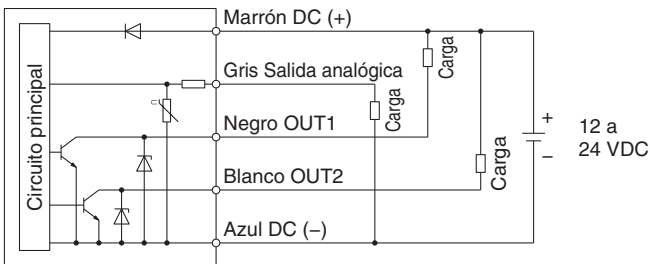 Circuito principal
Marrón DC (+)
Gris Salida analógica
Negro OUT1
Blanco OUT2
Azul DC (−)
Carga
Carga
Carga
+
−
12 a
24 VDC